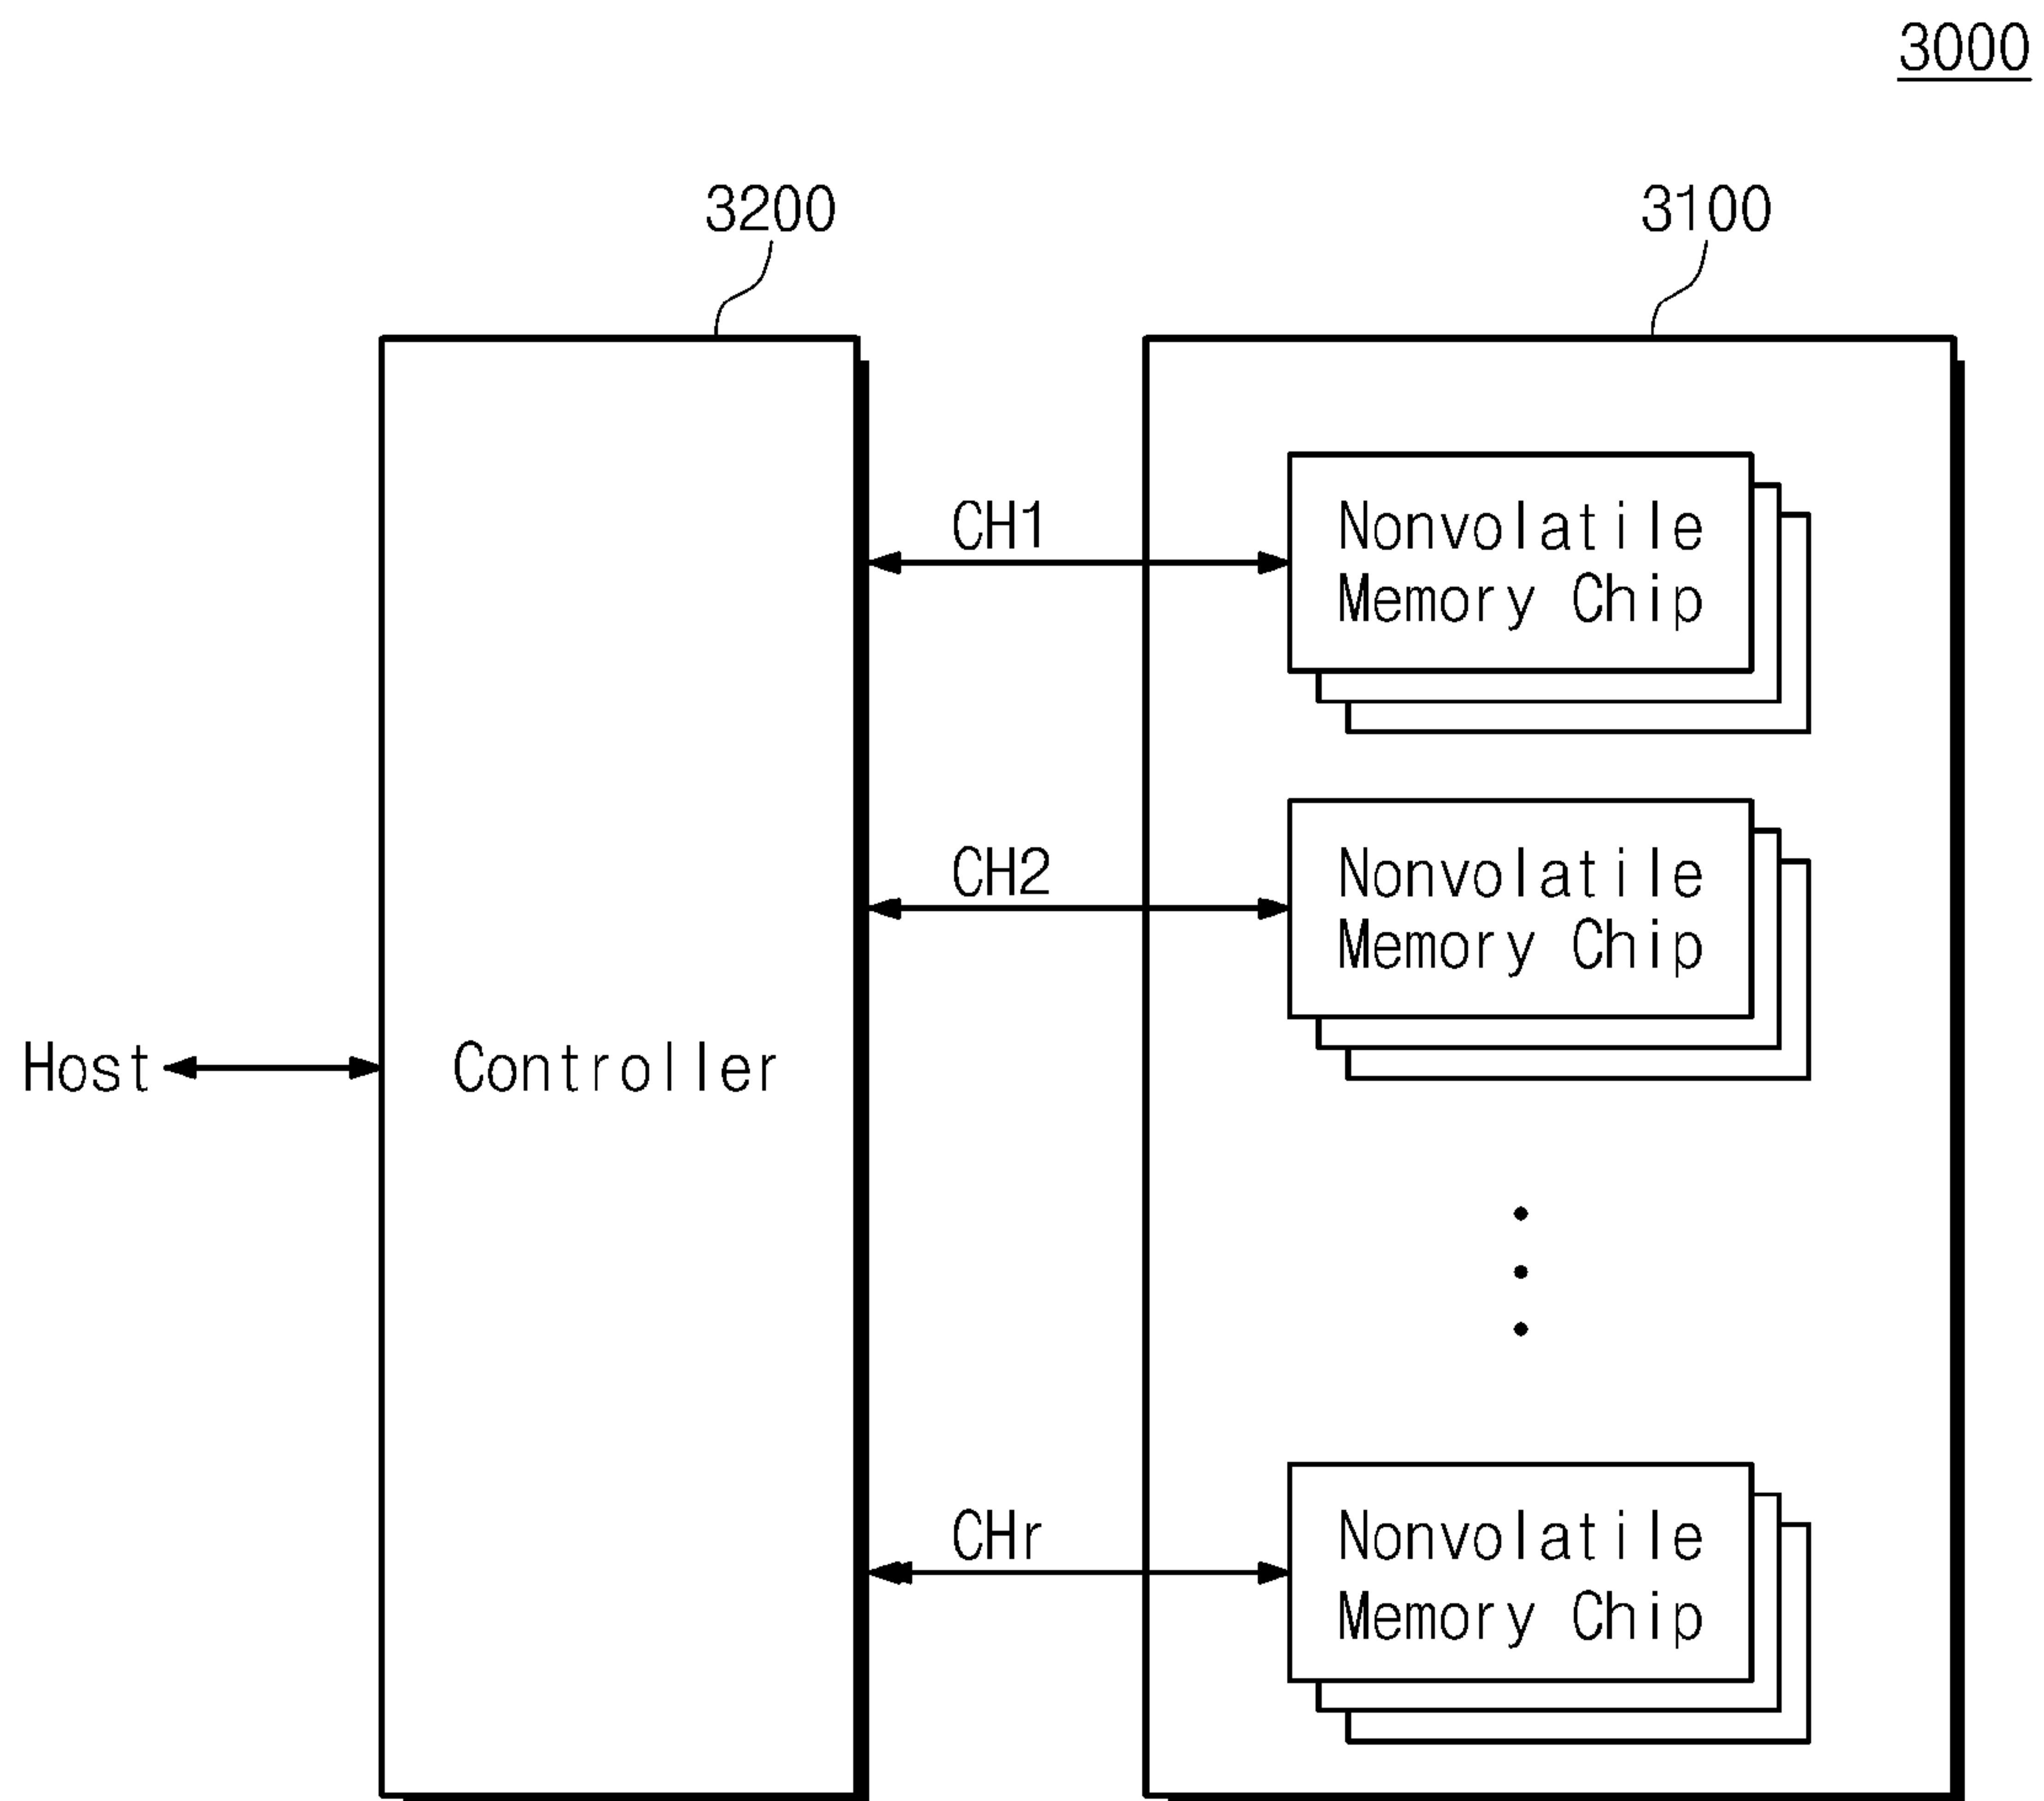 3000
3200
3100
CH1
Nonvolatile
Memory Chip
CH2
Nonvolatile
Memory Chip
Host
Controller
CHr
Nonvolatile
Memory Chip